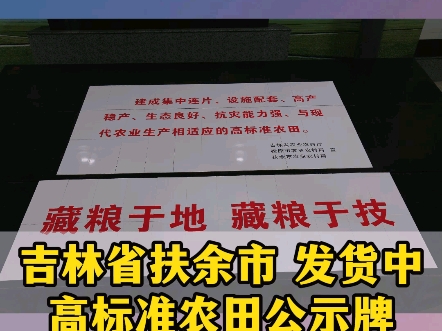 建成集中连片、设施配套、高产
稳产、生态良好、抗灾能力强、与现
代农业生产相适应的高标准农田。
藏粮于地 藏粮于技
吉林省扶余市 发货中
高标准农田公示牌